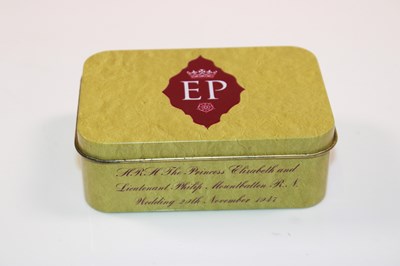 EP
H.R.H. The Princess Elizabeth and
Lieutenant Philip Mountbatten R.N.
Wedding 20th November 1947